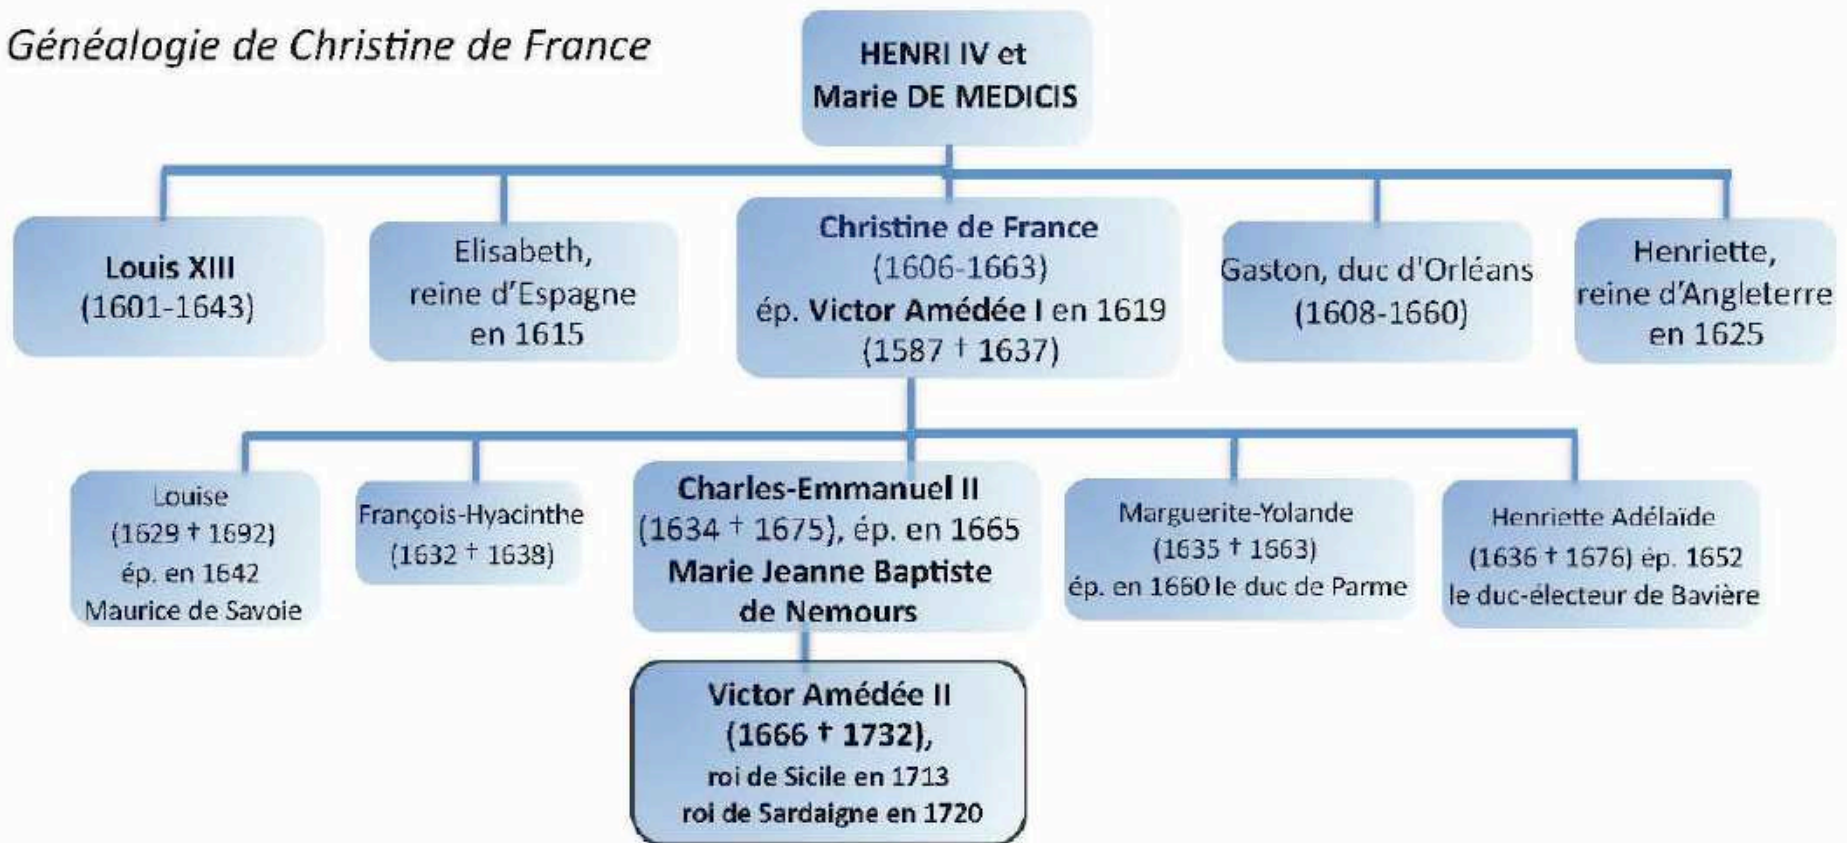 Généalogie de Christine de France
HENRI IV et
Marie DE MEDICIS
Louis XIII
(1601-1643)
Elisabeth,
reine d'Espagne
en 1615
Christine de France
(1606-1663)
ép. Victor Amédée I en 1619
(1587 † 1637)
Gaston, duc d'Orléans
(1608-1660)
Henriette,
reine d'Angleterre
en 1625
Louise
(1629 † 1692)
ép. en 1642
Maurice de Savoie
François-Hyacinthe
(1632 † 1638)
Charles-Emmanuel II
(1634 † 1675), ép. en 1665
Marie Jeanne Baptiste
de Nemours
Marguerite-Yolande
(1635 † 1663)
ép. en 1660 le duc de Parme
Henriette Adélaïde
(1636 † 1676) ép. 1652
le duc-électeur de Bavière
Victor Amédée II
(1666 † 1732),
roi de Sicile en 1713
roi de Sardaigne en 1720